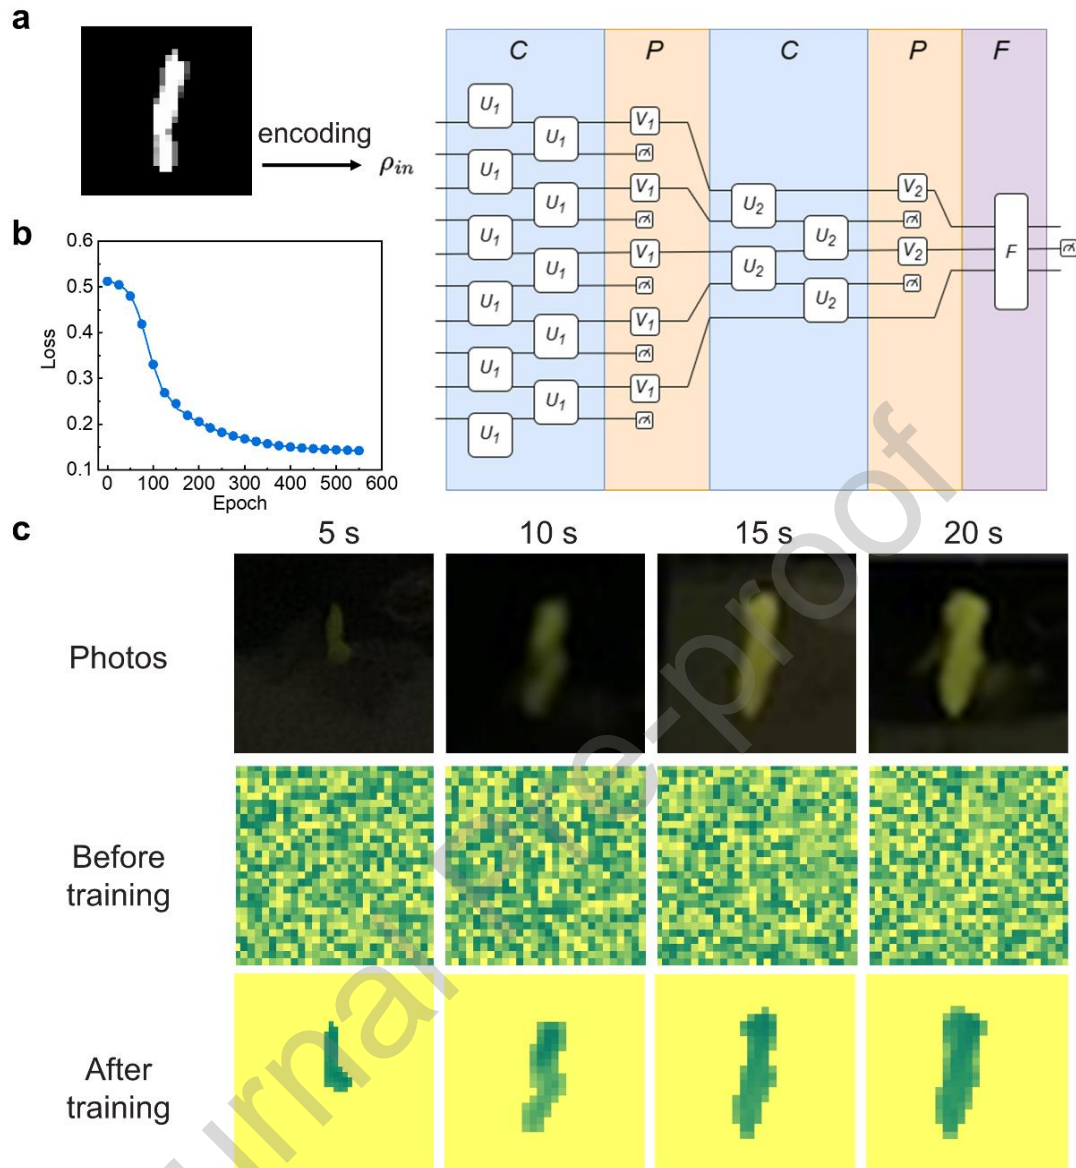 a
encoding
ρin
C P C P F
U1
U1
V1
U1
U1
V1
U2
V2
U1
U2
U1
V1
U2
V2
F
U1
U2
U1
V1
U1
U1
V1
U1
U1
b
Loss
0.6
0.5
0.4
0.3
0.2
0.1
0 100 200 300 400 500 600
Epoch
c
5 s 10 s 15 s 20 s
Photos
Before
training
After
training
urnal Pre-proof